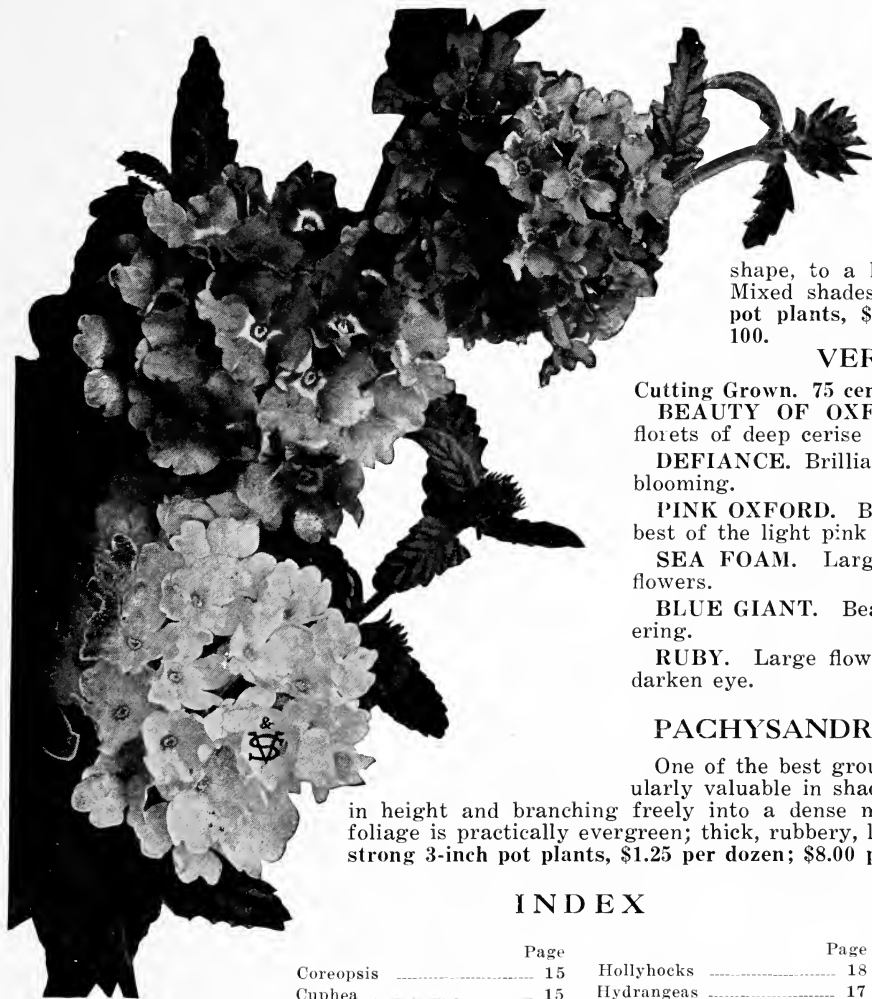 shape, to a
Mixed shades
pot plants, $
100.
VER
Cutting Grown. 75 cer
BEAUTY OF OXF
florets of deep cerise
DEFIANCE. Brillia
blooming.
PINK OXFORD. B
best of the light pink
SEA FOAM. Larg
flowers.
BLUE GIANT. Bea
ering.
RUBY. Large flow
darken eye.
PACHYSANDR
One of the best grou
ularly valuable in shad
in height and branching freely into a dense m
foliage is practically evergreen; thick, rubbery, l
strong 3-inch pot plants, $1.25 per dozen; $8.00 p
&
INDEX
Page Page
Coreopsis 15 Hollyhocks 18
Cuphea 15 Hydrangeas 17